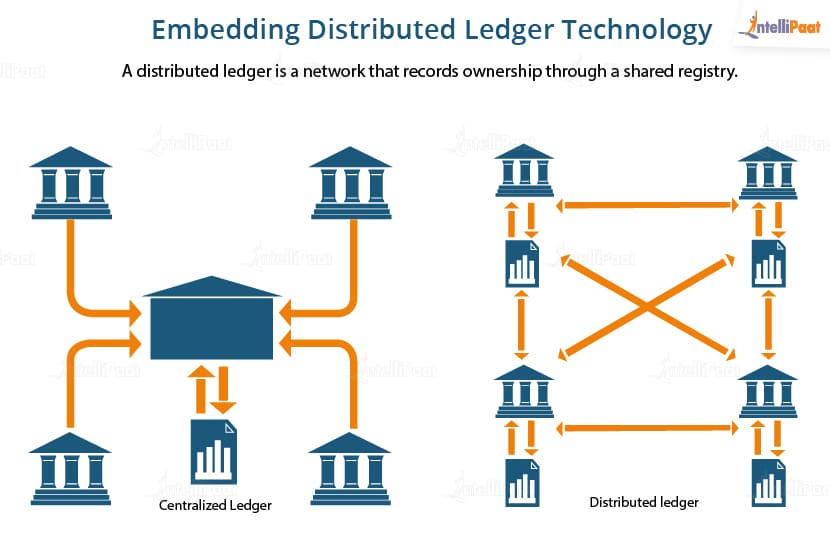 Embedding Distributed Ledger Technology
IntelliPaat
A distributed ledger is a network that records ownership through a shared registry.
Centralized Ledger
Distributed ledger